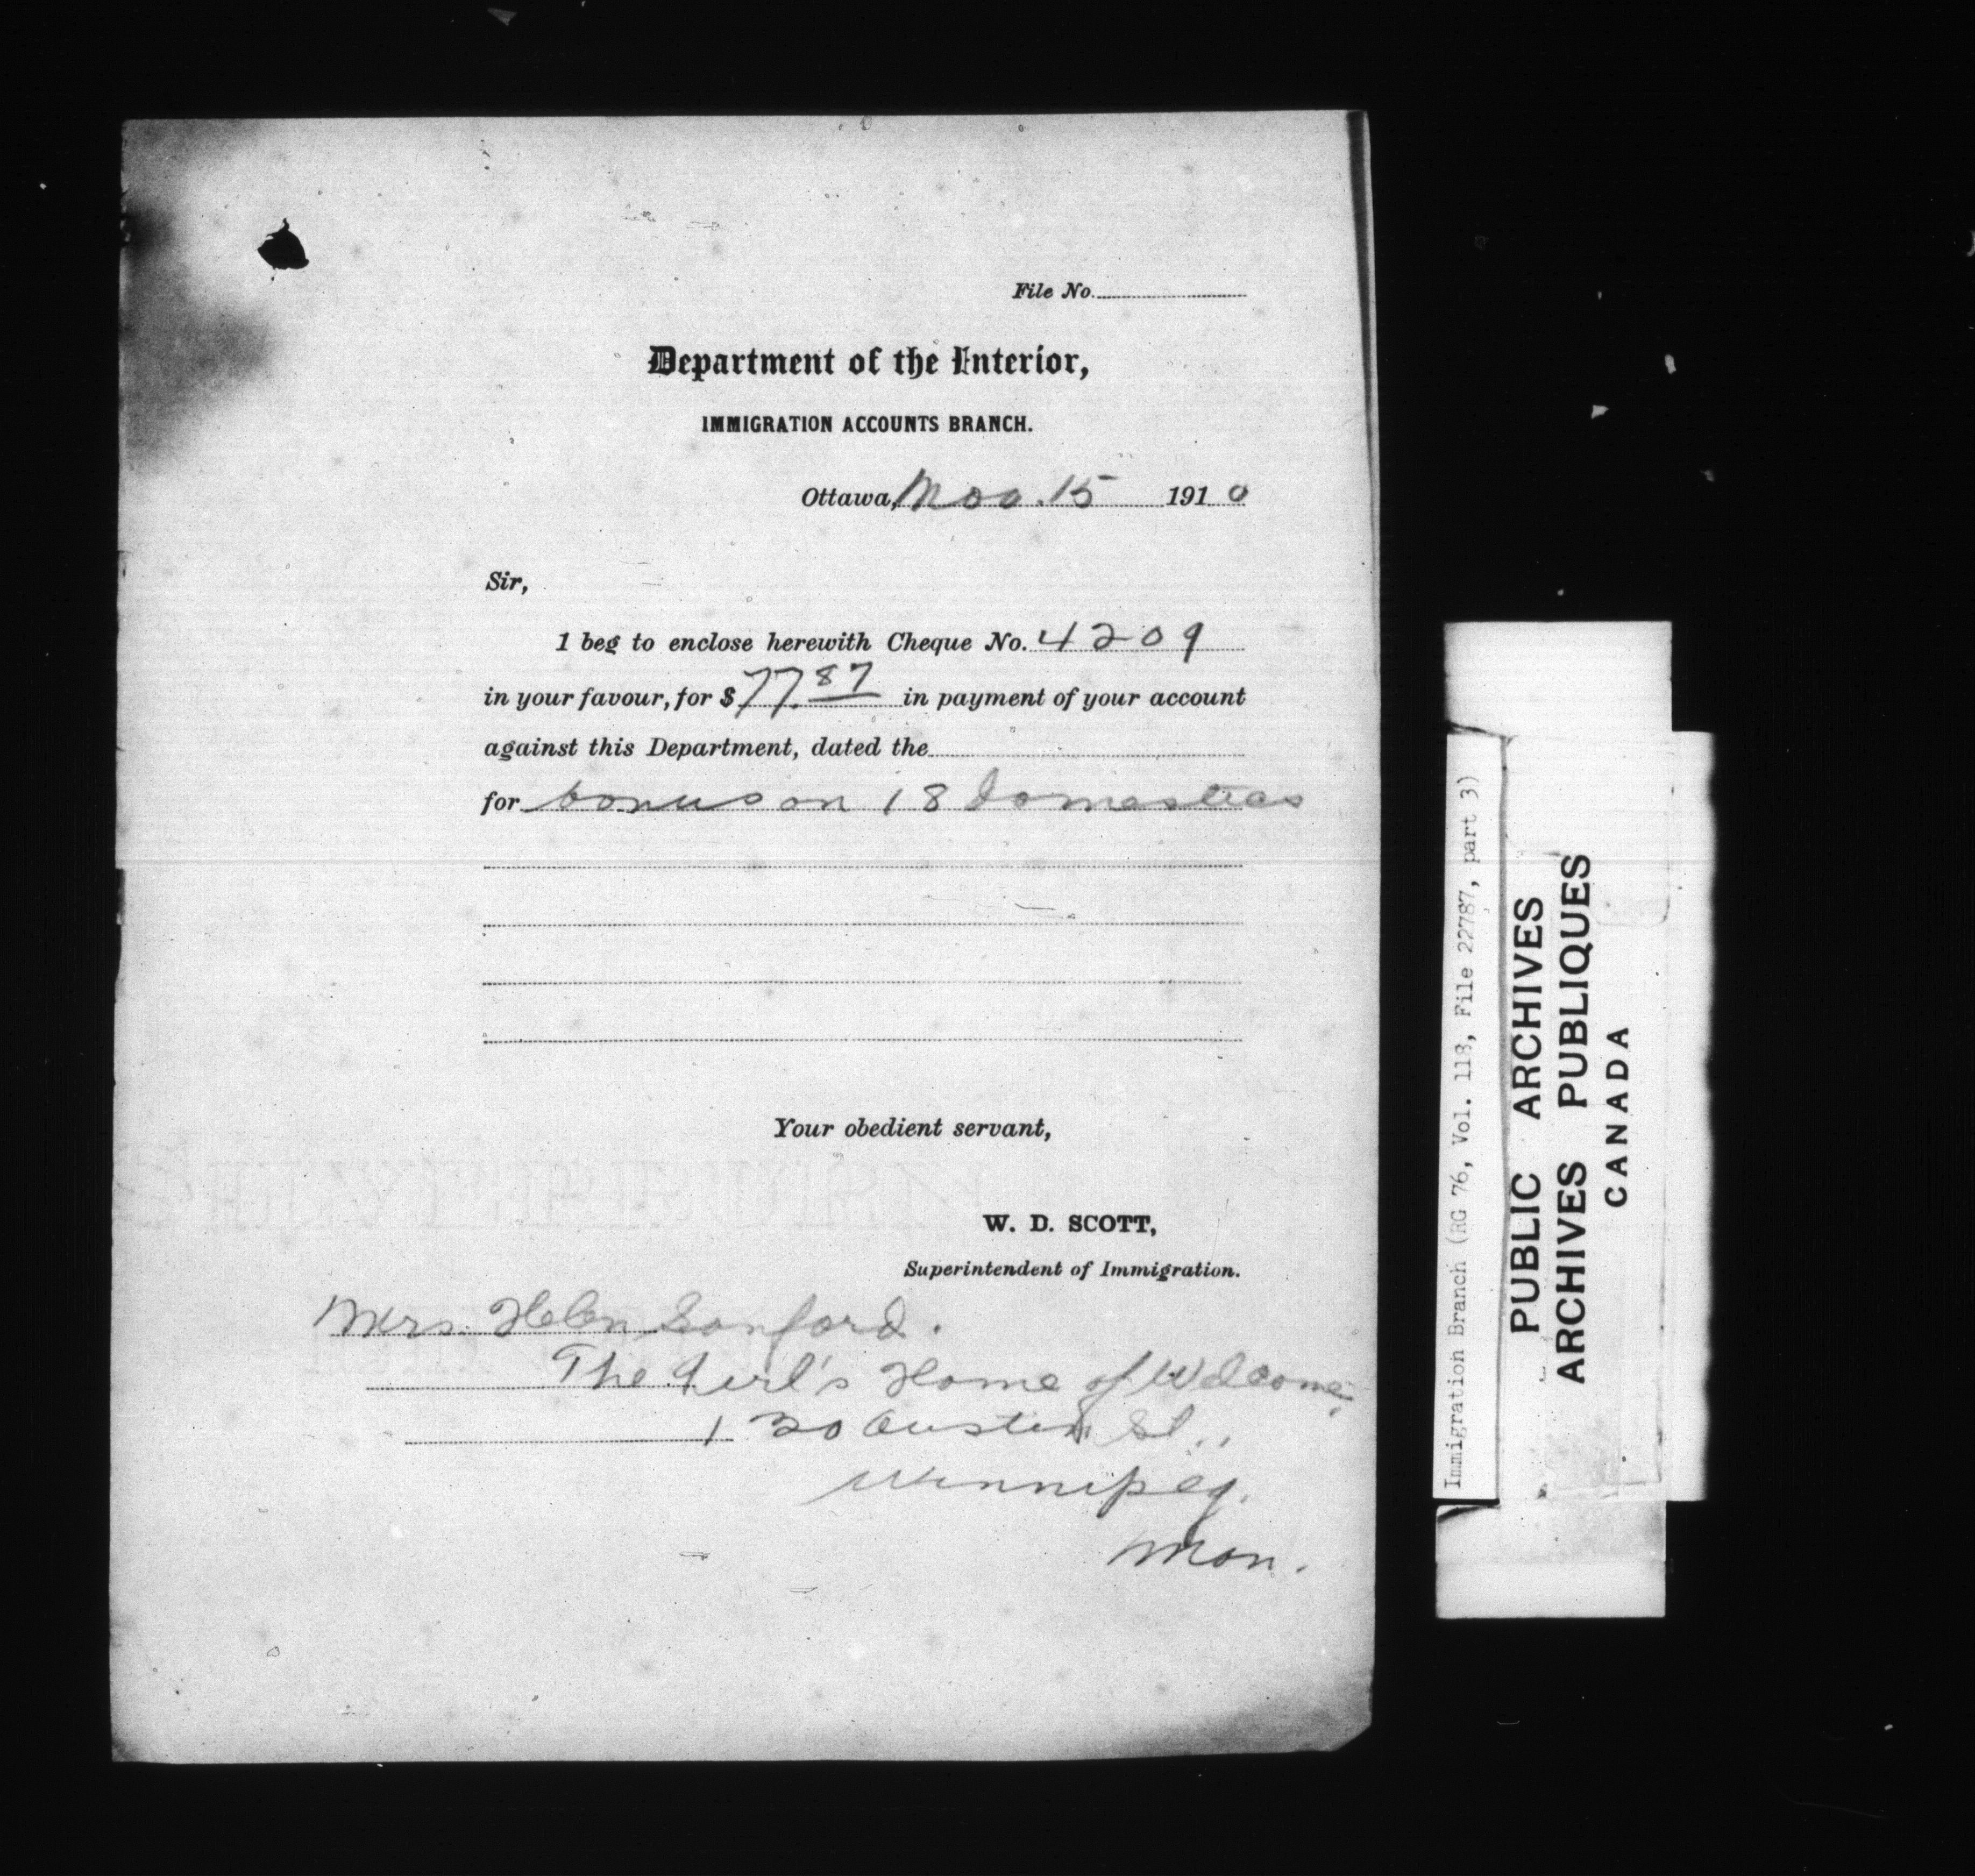 File No.
Department of the Interior,
IMMIGRATION ACCOUNTS BRANCH.
Ottawa, Nov. 15 1910
Sir,
I beg to enclose herewith Cheque No. 4209
in your favour, for $77.87 in payment of your account
against this Department, dated the
for bonus on 18 domestics
Your obedient servant,
W. D. SCOTT,
Superintendent of Immigration.
Mrs. Helen Sanford.
The Girl's Home of Welcome,
130 Austin St.,
Winnipeg.
Man.
Immigration Branch (RG 76, Vol. 118, File 22787, part 3)
PUBLIC ARCHIVES
ARCHIVES PUBLIQUES
CANADA